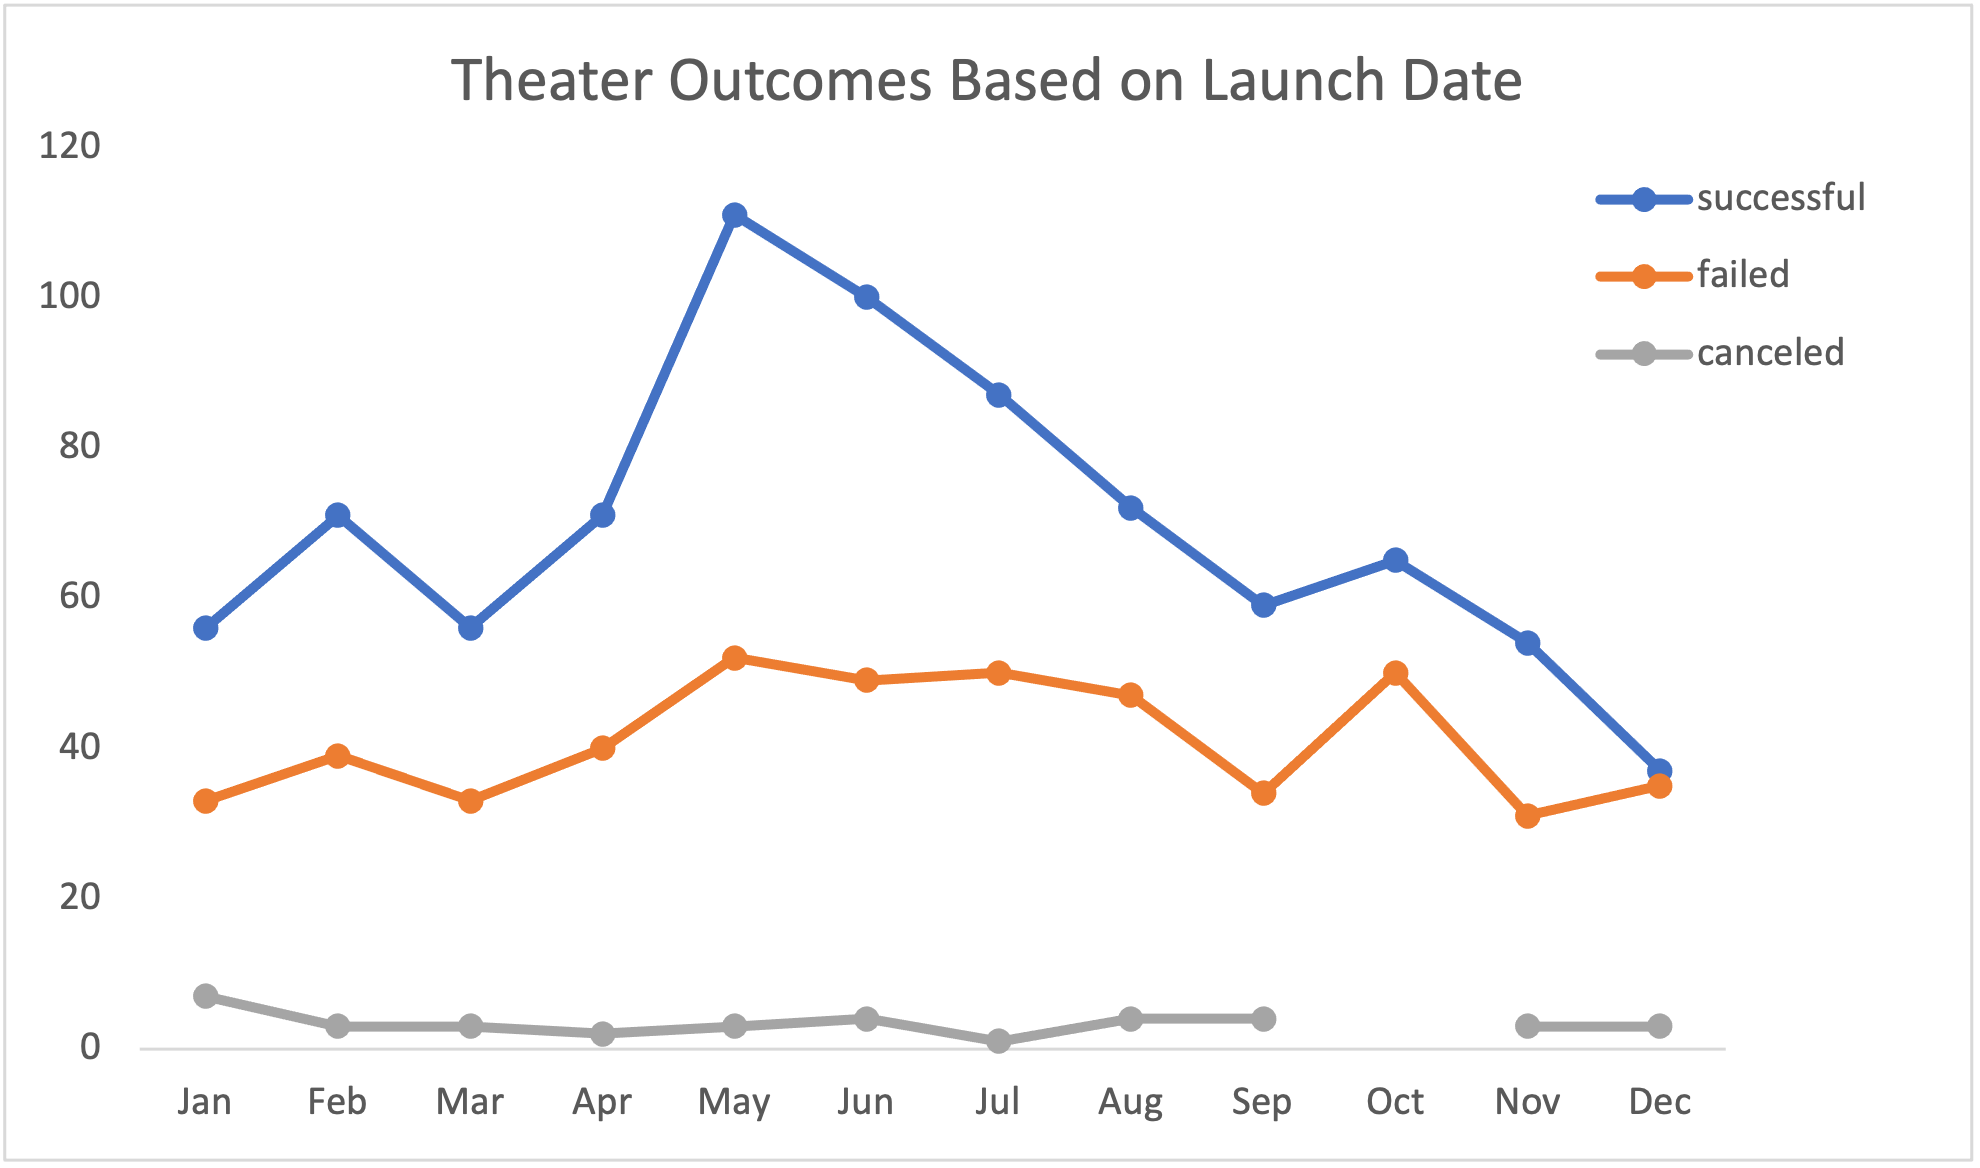 Theater Outcomes Based on Launch Date
120
100
80
60
40
20
0
successful
failed
canceled
Jan Feb Mar Apr May Jun Jul Aug Sep Oct Nov Dec